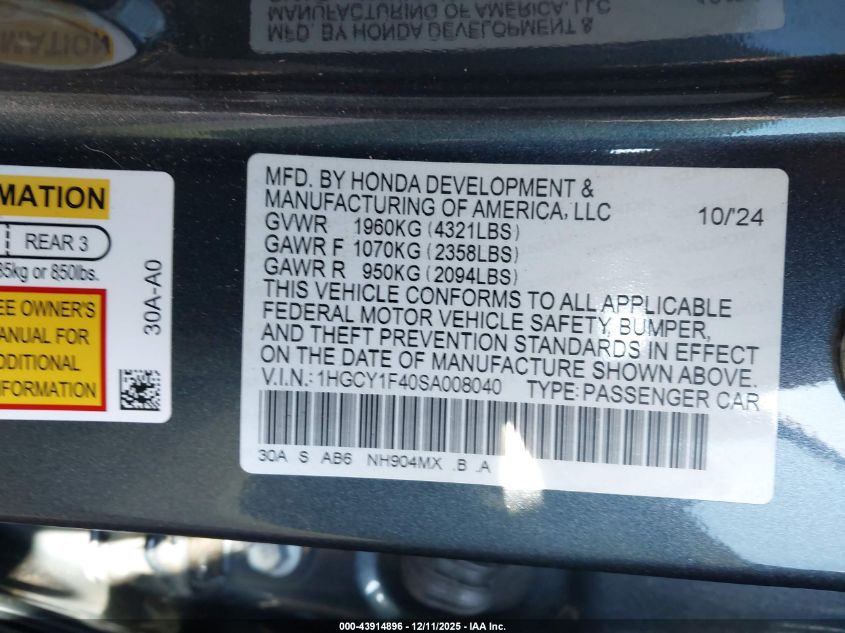 MFD. BY HONDA DEVELOPMENT &
MANUFACTURING OF AMERICA, LLC
MATION
MFD. BY HONDA DEVELOPMENT &
MANUFACTURING OF AMERICA, LLC 10/'24
GVWR 1960KG (4321LBS)
GAWR F 1070KG (2358LBS)
GAWR R 950KG (2094LBS)
THIS VEHICLE CONFORMS TO ALL APPLICABLE
FEDERAL MOTOR VEHICLE SAFETY, BUMPER,
AND THEFT PREVENTION STANDARDS IN EFFECT
ON THE DATE OF MANUFACTURE SHOWN ABOVE.
V.I.N.: 1HGCY1F40SA008040 TYPE: PASSENGER CAR
30A S AB6 NH904MX .B .A
MATION
REAR 3
85kg or 850lbs.
EE OWNER'S
MANUAL FOR
DDITIONAL
NFORMATION
30A-A0
000-43914896 - 12/11/2025 - IAA Inc.